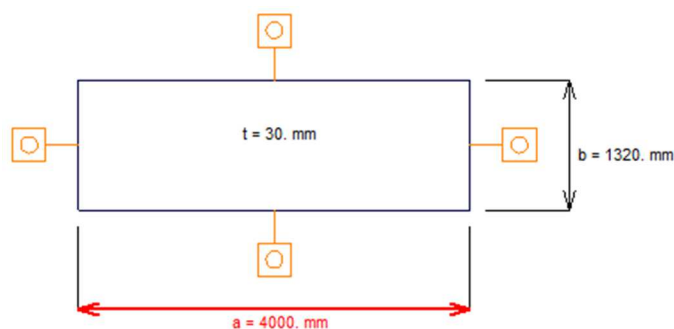 t = 30. mm
b = 1320. mm
a = 4000. mm